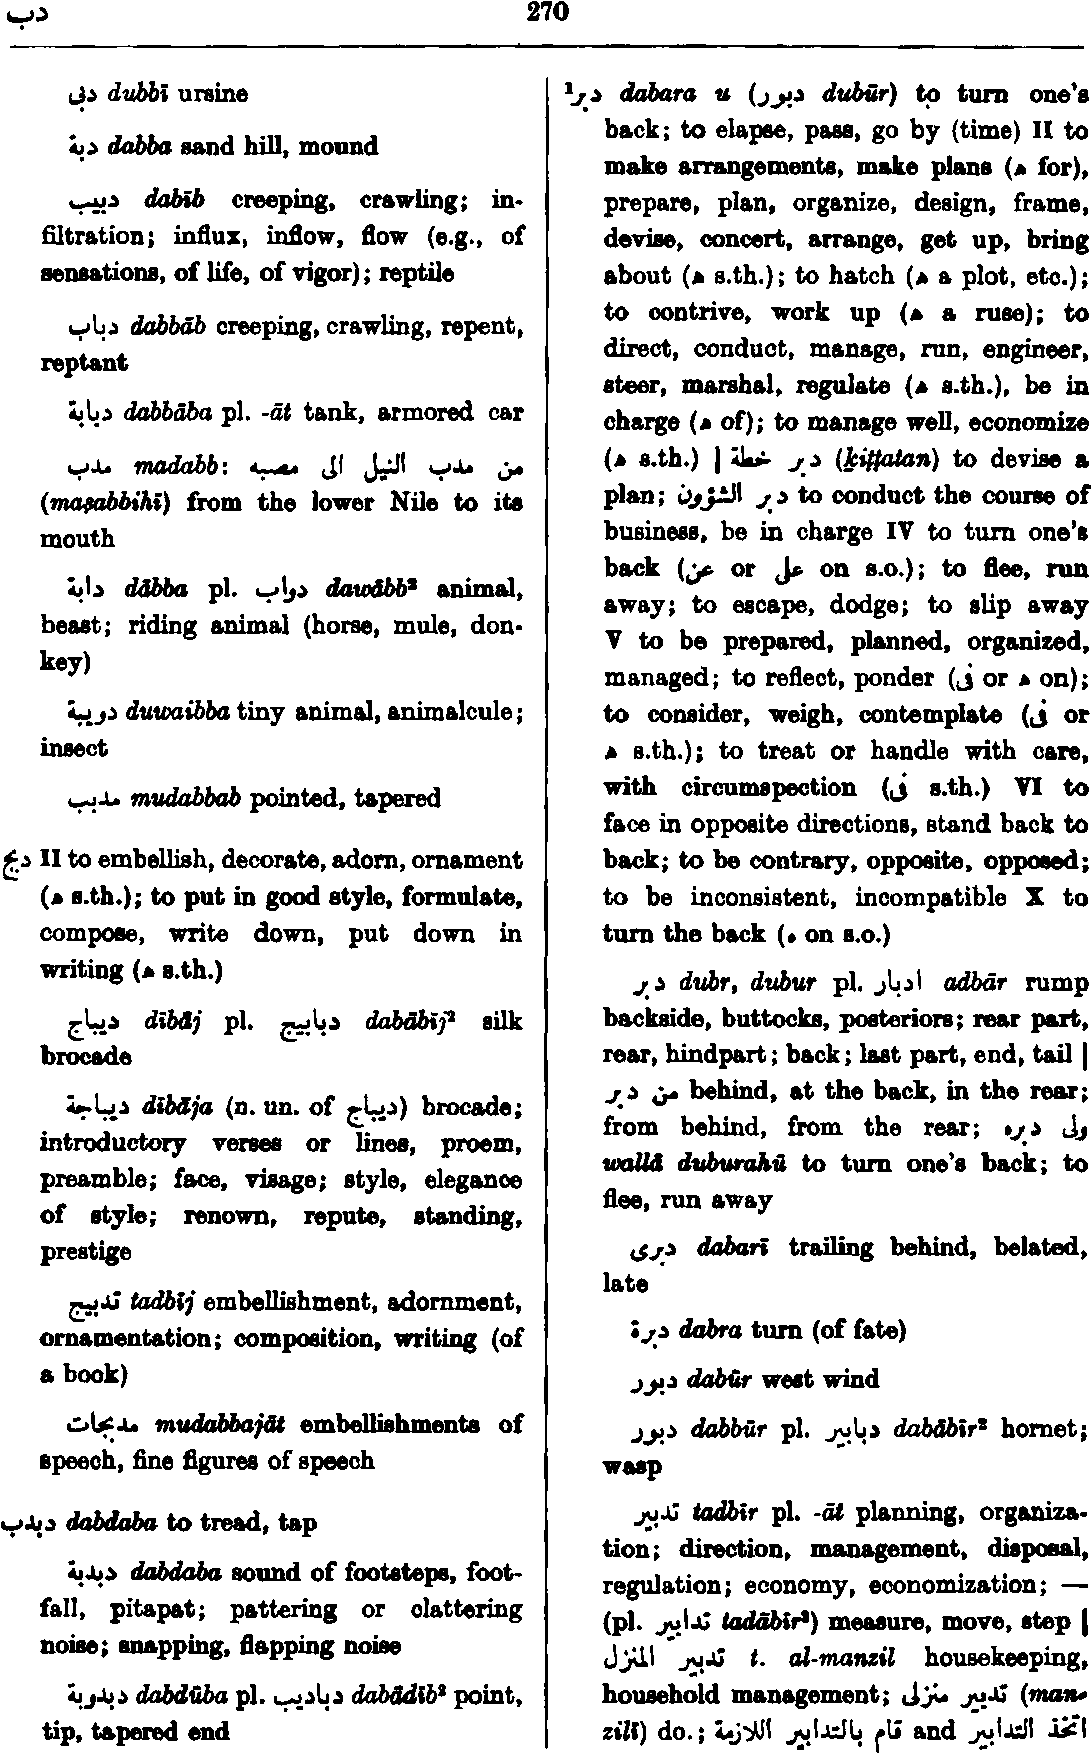 دب
270
دبى dubbī ursine
دبة dabba sand hill, mound
دبيب dabīb creeping, crawling; in-
filtration; influx, inflow, flow (e.g., of
sensations, of life, of vigor); reptile
دباب dabbāb creeping, crawling, repent,
reptant
دبابة dabbāba pl. -āt tank, armored car
مدب madabb: من مدب النيل الى مصبه
(maṣabbihī) from the lower Nile to its
mouth
دابة dābba pl. دواب dawābb² animal,
beast; riding animal (horse, mule, don-
key)
دويبة duwaibba tiny animal, animalcule;
insect
مدبب mudabbab pointed, tapered
دبج II to embellish, decorate, adorn, ornament
(ه s.th.); to put in good style, formulate,
compose, write down, put down in
writing (ه s.th.)
ديباج dībāj pl. دبابيج dabābīj² silk
brocade
ديباجة dībāja (n. un. of ديباج) brocade;
introductory verses or lines, proem,
preamble; face, visage; style, elegance
of style; renown, repute, standing,
prestige
تدبيج tadbīj embellishment, adornment,
ornamentation; composition, writing (of
a book)
مدبجات mudabbajāt embellishments of
speech, fine figures of speech
دبدب dabdaba to tread, tap
دبدبة dabdaba sound of footsteps, foot-
fall, pitapat; pattering or clattering
noise; snapping, flapping noise
دبدوبة dabdūba pl. دباديب dabādīb² point,
tip, tapered end
¹دبر dabara u (دبور dubūr) to turn one's
back; to elapse, pass, go by (time) II to
make arrangements, make plans (ه for),
prepare, plan, organize, design, frame,
devise, concert, arrange, get up, bring
about (ه s.th.); to hatch (ه a plot, etc.);
to contrive, work up (ه a ruse); to
direct, conduct, manage, run, engineer,
steer, marshal, regulate (ه s.th.), be in
charge (ه of); to manage well, economize
(ه s.th.) | دبر خطة (ḵiṭṭatan) to devise a
plan; دبر الشؤون to conduct the course of
business, be in charge IV to turn one's
back (عن or على on s.o.); to flee, run
away; to escape, dodge; to slip away
V to be prepared, planned, organized,
managed; to reflect, ponder (فى or ه on);
to consider, weigh, contemplate (فى or
ه s.th.); to treat or handle with care,
with circumspection (فى s.th.) VI to
face in opposite directions, stand back to
back; to be contrary, opposite, opposed;
to be inconsistent, incompatible X to
turn the back (ه on s.o.)
دبر dubr, dubur pl. ادبار adbār rump
backside, buttocks, posteriors; rear part,
rear, hindpart; back; last part, end, tail |
من دبر behind, at the back, in the rear;
from behind, from the rear; ولى دبره
wallā duburahū to turn one's back; to
flee, run away
دبرى dabarī trailing behind, belated,
late
دبرة dabra turn (of fate)
دبور dabūr west wind
دبور dabbūr pl. دبابير dabābīr² hornet;
wasp
تدبير tadbīr pl. -āt planning, organiza-
tion; direction, management, disposal,
regulation; economy, economization; —
(pl. تدابير tadābīr²) measure, move, step |
تدبير المنزل t. al-manzil housekeeping,
household management; تدبير منزلى (man-
zilī) do.; قام بالتدابير اللازمة and اتخذ التدابير